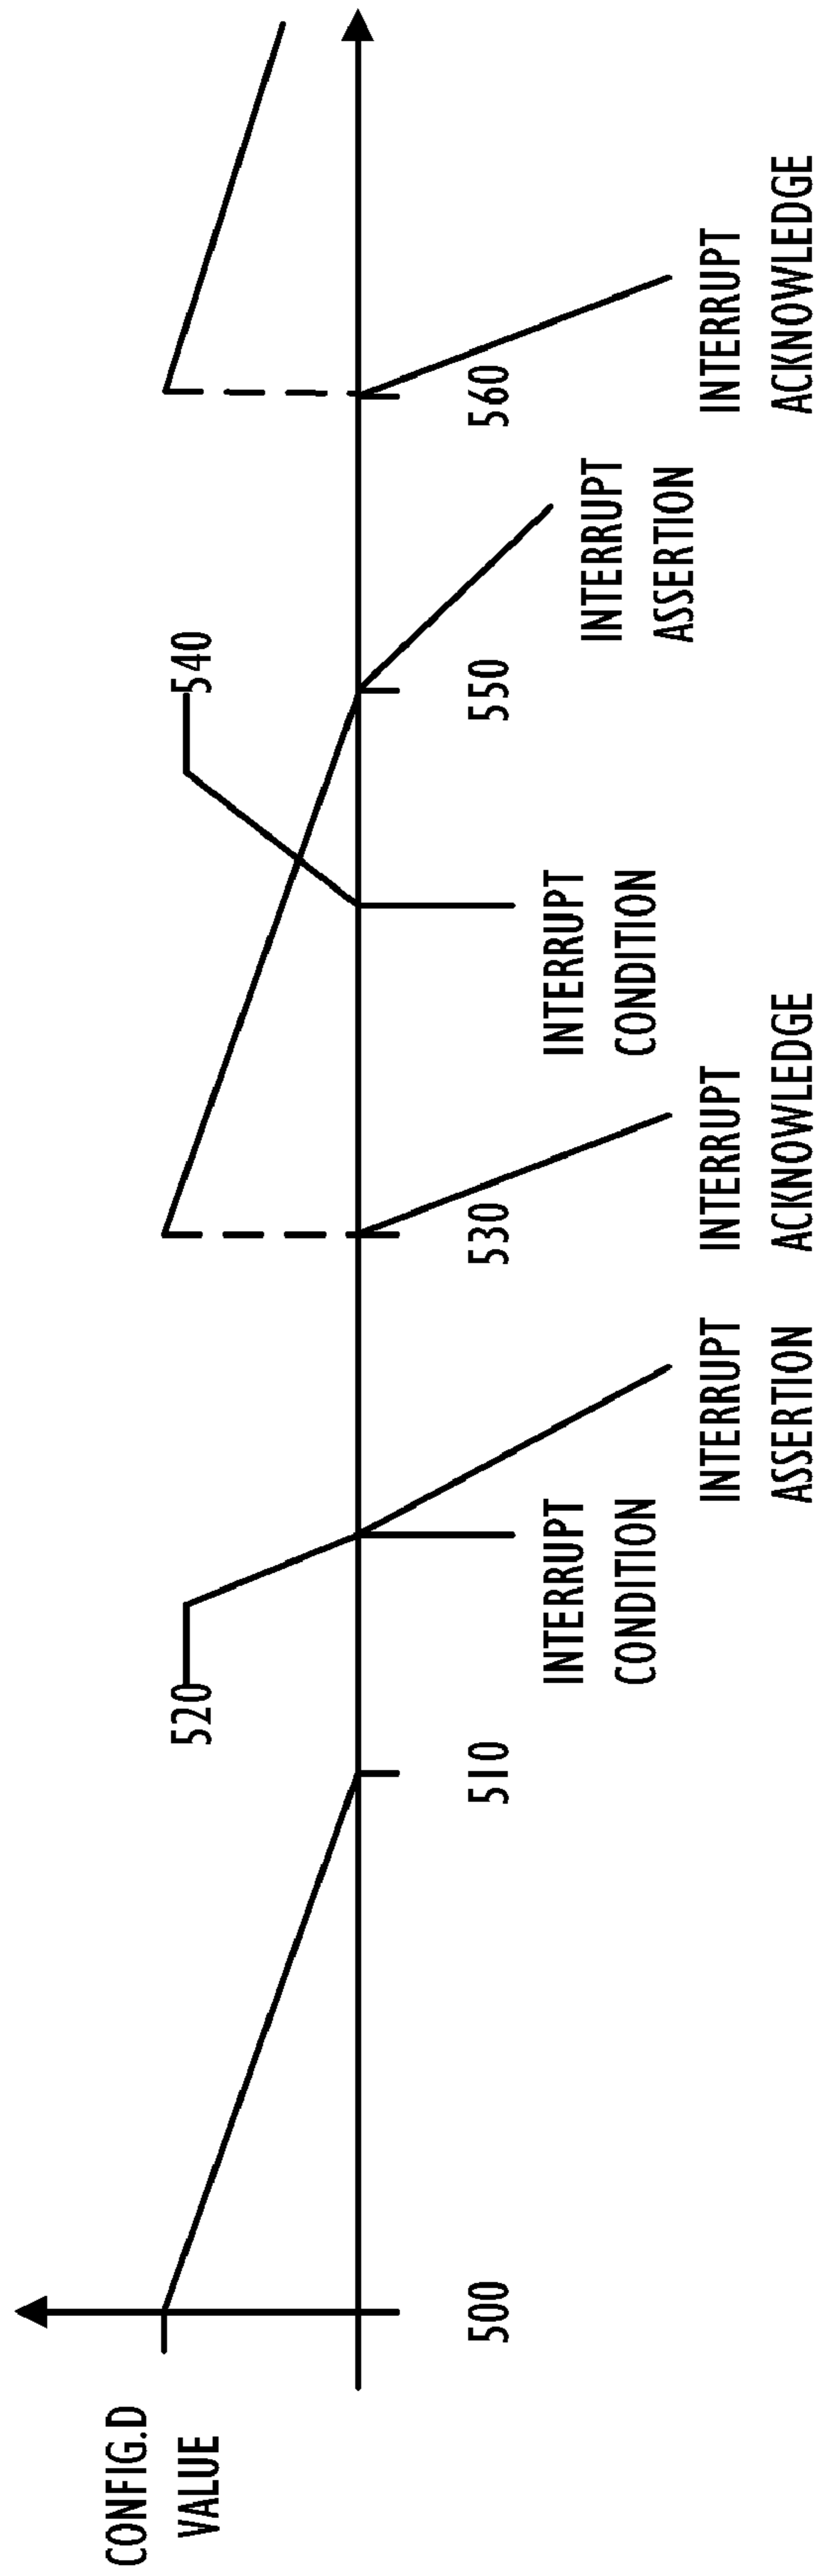 CONFIG.D
VALUE
520
540
500
510
530
550
560
INTERRUPT
CONDITION
INTERRUPT
ASSERTION
INTERRUPT
ACKNOWLEDGE
INTERRUPT
CONDITION
INTERRUPT
ASSERTION
INTERRUPT
ACKNOWLEDGE